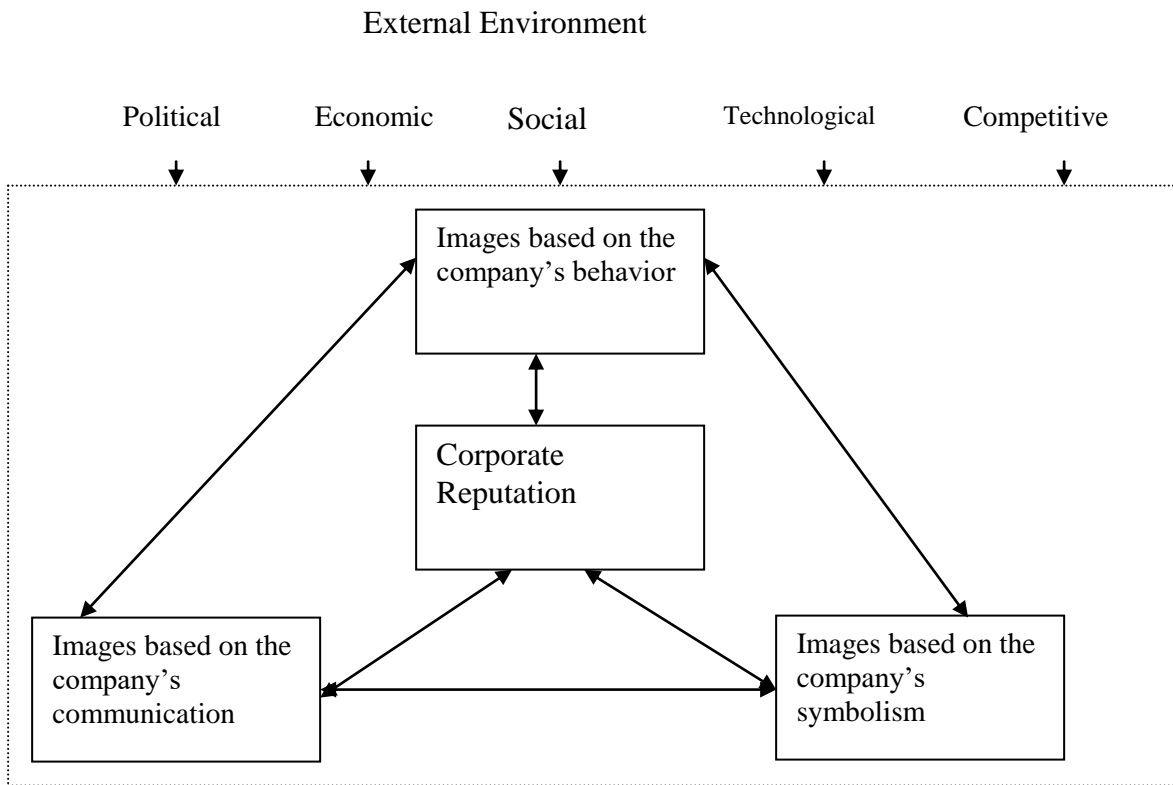 External Environment
Political Economic Social Technological Competitive
Images based on the
company’s behavior
Corporate
Reputation
Images based on the
company’s
communication
Images based on the
company’s
symbolism